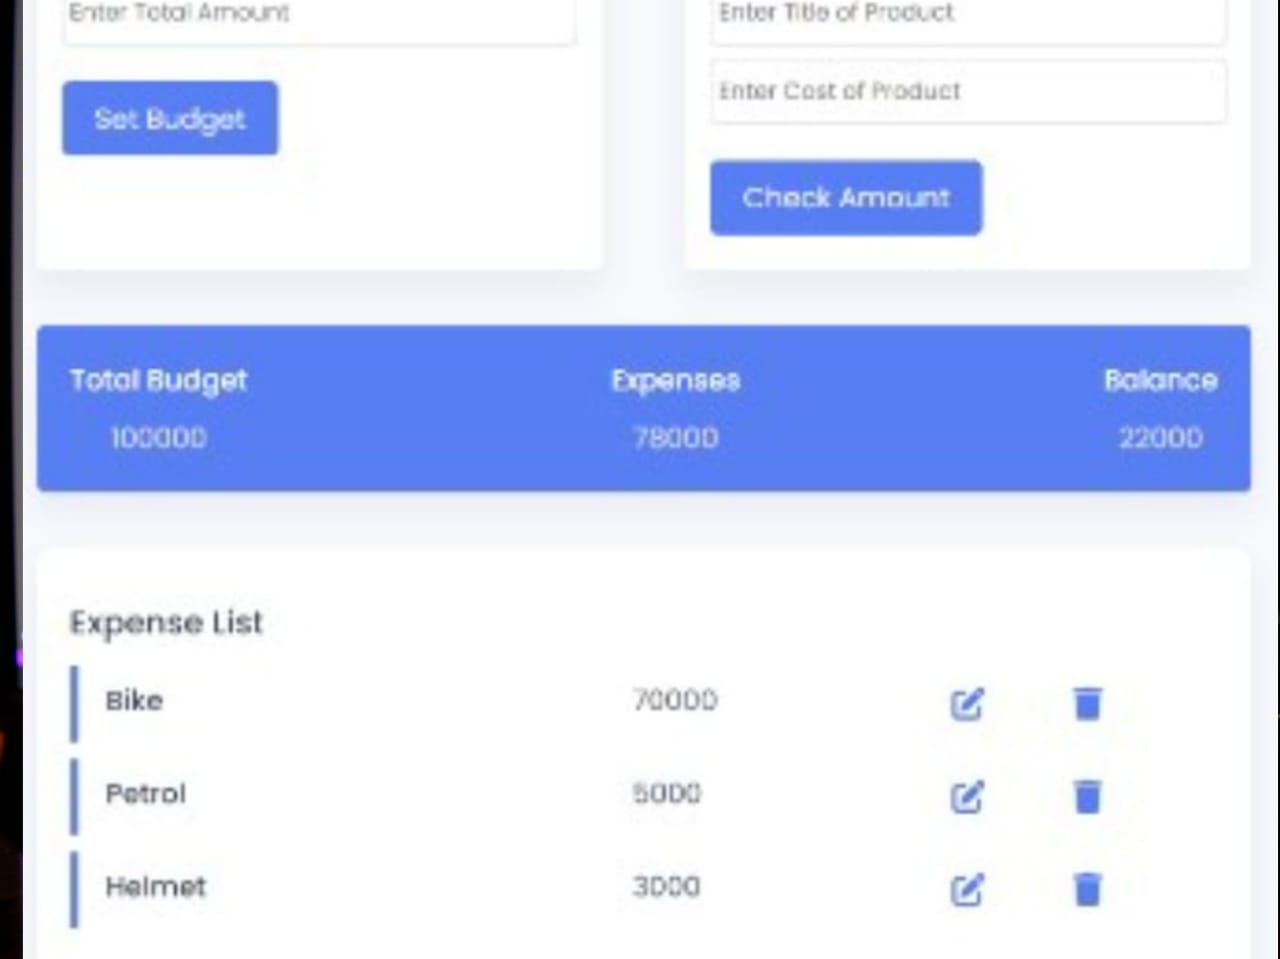 Enter Total Amount
Set Budget
Enter Title of Product
Enter Cost of Product
Check Amount
Total Budget Expenses Balance
100000 78000 22000
Expense List
Bike 70000
Petrol 5000
Helmet 3000